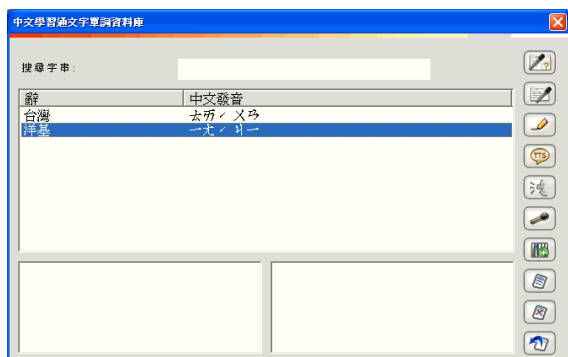 中文學習通文字單詞資料庫
搜尋字串:
辭 中文發音
台灣 ㄊㄞˊ ㄨㄢ
洋基 ㄧㄤˊ ㄐㄧ
TTS